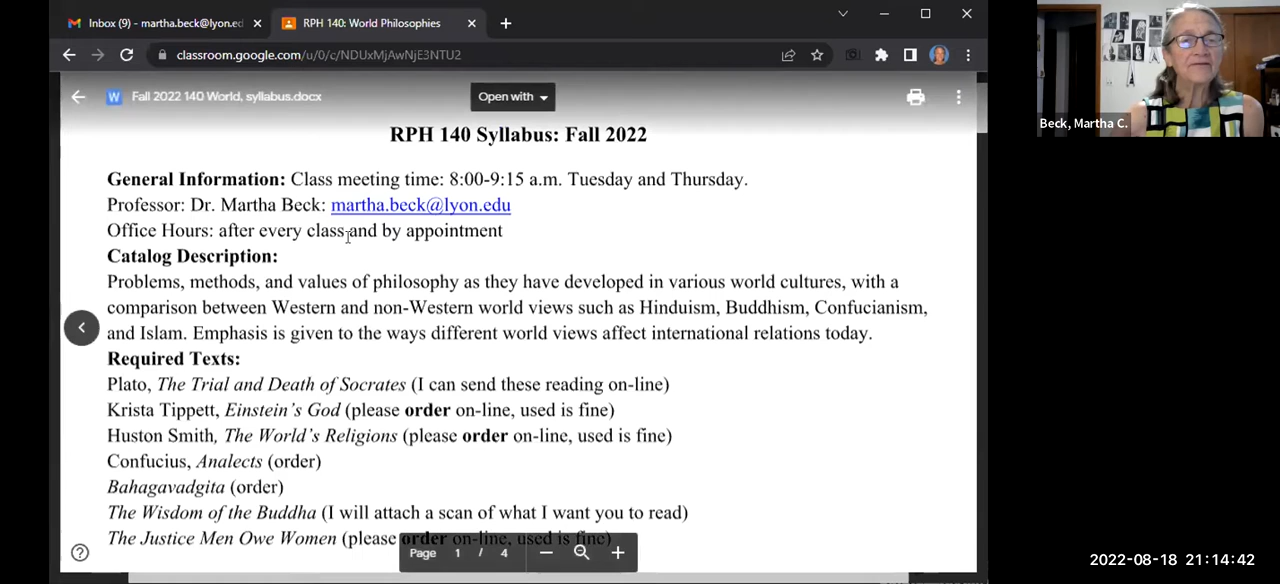 Inbox (9) - martha.beck@lyon.ed
RPH 140: World Philosophies
classroom.google.com/u/0/c/NDUxMjAwNjE3NTU2
Fall 2022 140 World, syllabus.docx
Open with
RPH 140 Syllabus: Fall 2022
General Information: Class meeting time: 8:00-9:15 a.m. Tuesday and Thursday.
Professor: Dr. Martha Beck: martha.beck@lyon.edu
Office Hours: after every class and by appointment
Catalog Description:
Problems, methods, and values of philosophy as they have developed in various world cultures, with a
comparison between Western and non-Western world views such as Hinduism, Buddhism, Confucianism,
and Islam. Emphasis is given to the ways different world views affect international relations today.
Required Texts:
Plato, The Trial and Death of Socrates (I can send these reading on-line)
Krista Tippett, Einstein's God (please order on-line, used is fine)
Huston Smith, The World's Religions (please order on-line, used is fine)
Confucius, Analects (order)
Bahagavadgita (order)
The Wisdom of the Buddha (I will attach a scan of what I want you to read)
The Justice Men Owe Women (please order on-line, used is fine)
Page 1 / 4
Beck, Martha C.
2022-08-18 21:14:42